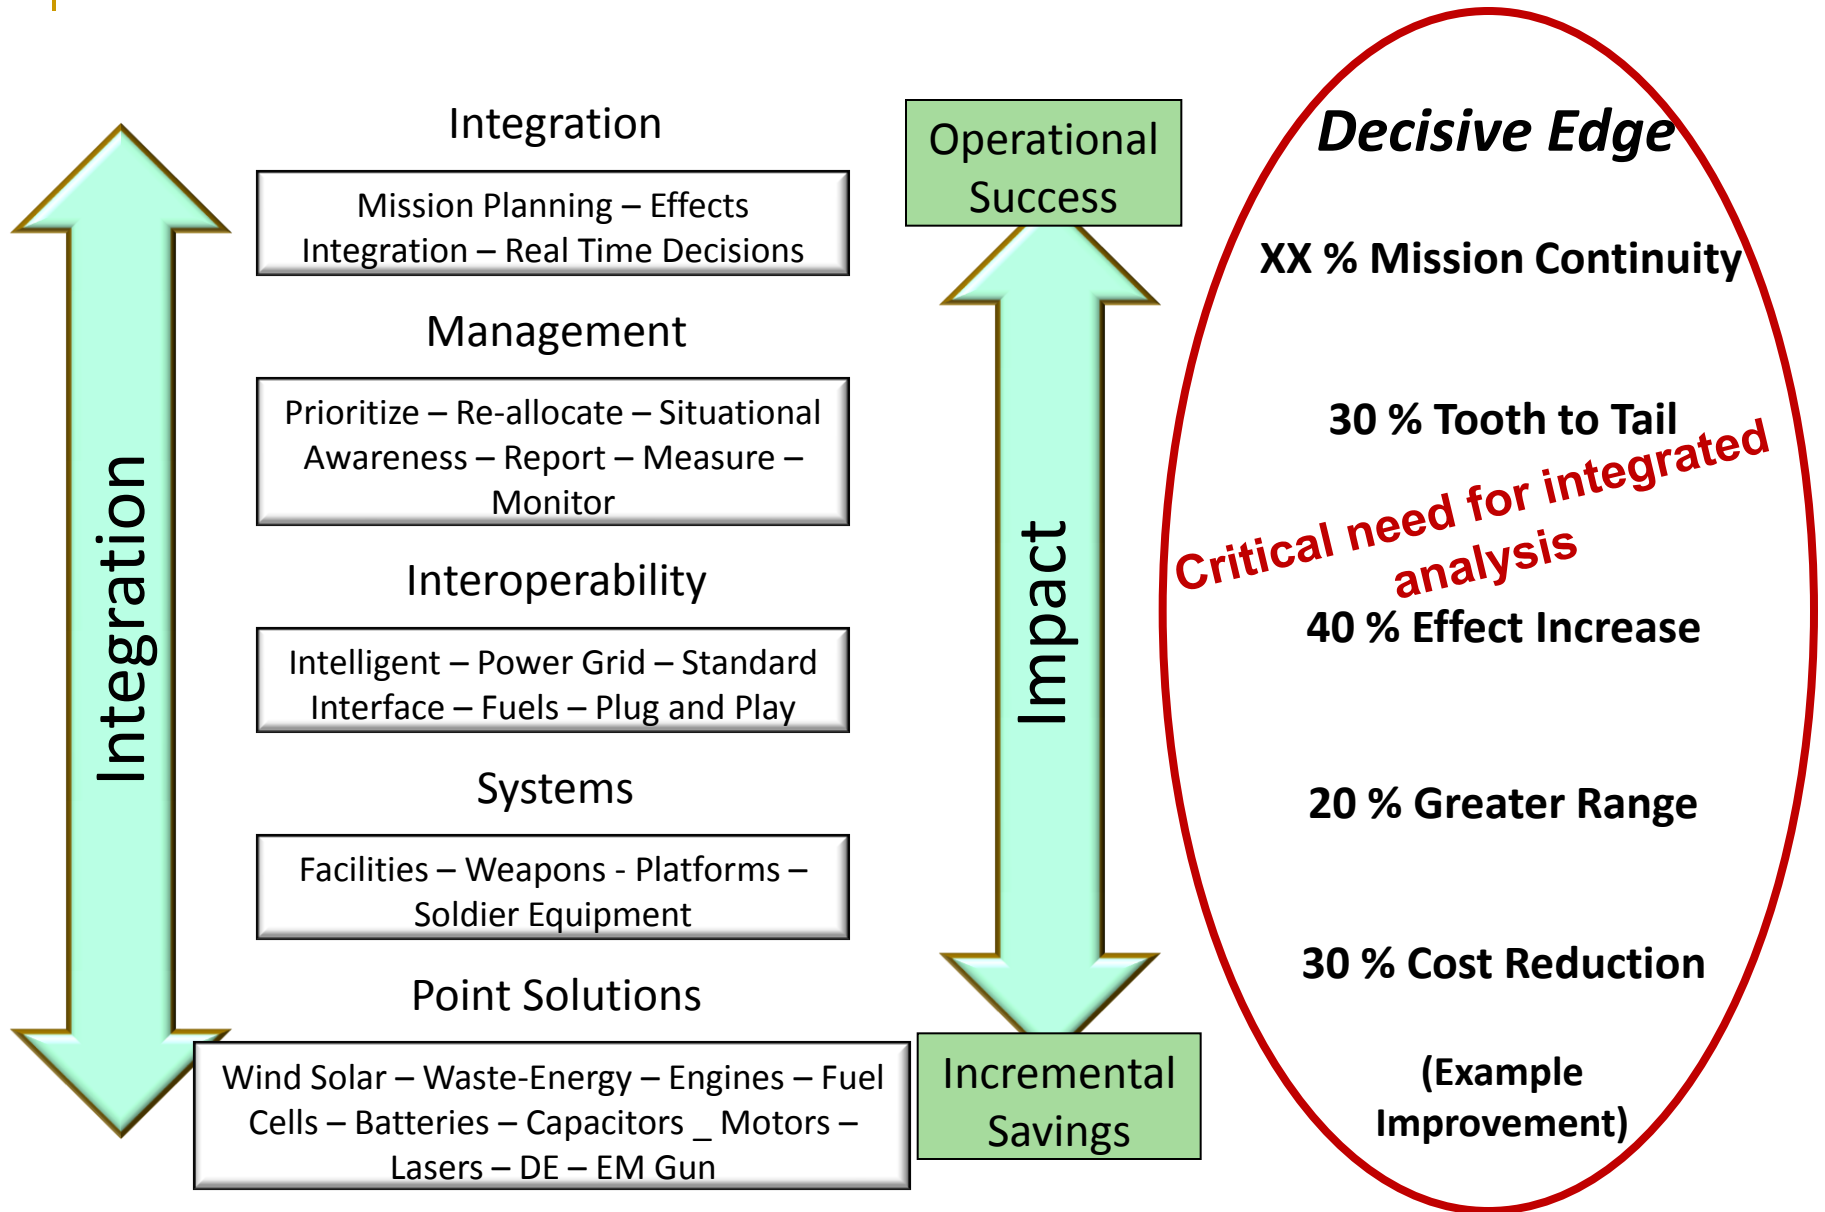 Integration
Integration
Mission Planning – Effects
Integration – Real Time Decisions
Management
Prioritize – Re-allocate – Situational
Awareness – Report – Measure –
Monitor
Interoperability
Intelligent – Power Grid – Standard
Interface – Fuels – Plug and Play
Systems
Facilities – Weapons - Platforms –
Soldier Equipment
Point Solutions
Wind Solar – Waste-Energy – Engines – Fuel
Cells – Batteries – Capacitors _ Motors –
Lasers – DE – EM Gun
Operational
Success
Impact
Incremental
Savings
Decisive Edge
XX % Mission Continuity
30 % Tooth to Tail
Critical need for integrated
analysis
40 % Effect Increase
20 % Greater Range
30 % Cost Reduction
(Example
Improvement)